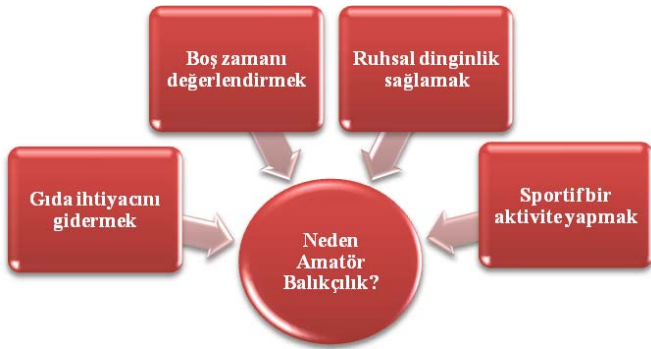 Boş zamanı
değerlendirmek
Ruhsal dinginlik
sağlamak
Gıda ihtiyacını
gidermek
Sportif bir
aktivite yapmak
Neden
Amatör
Balıkçılık?